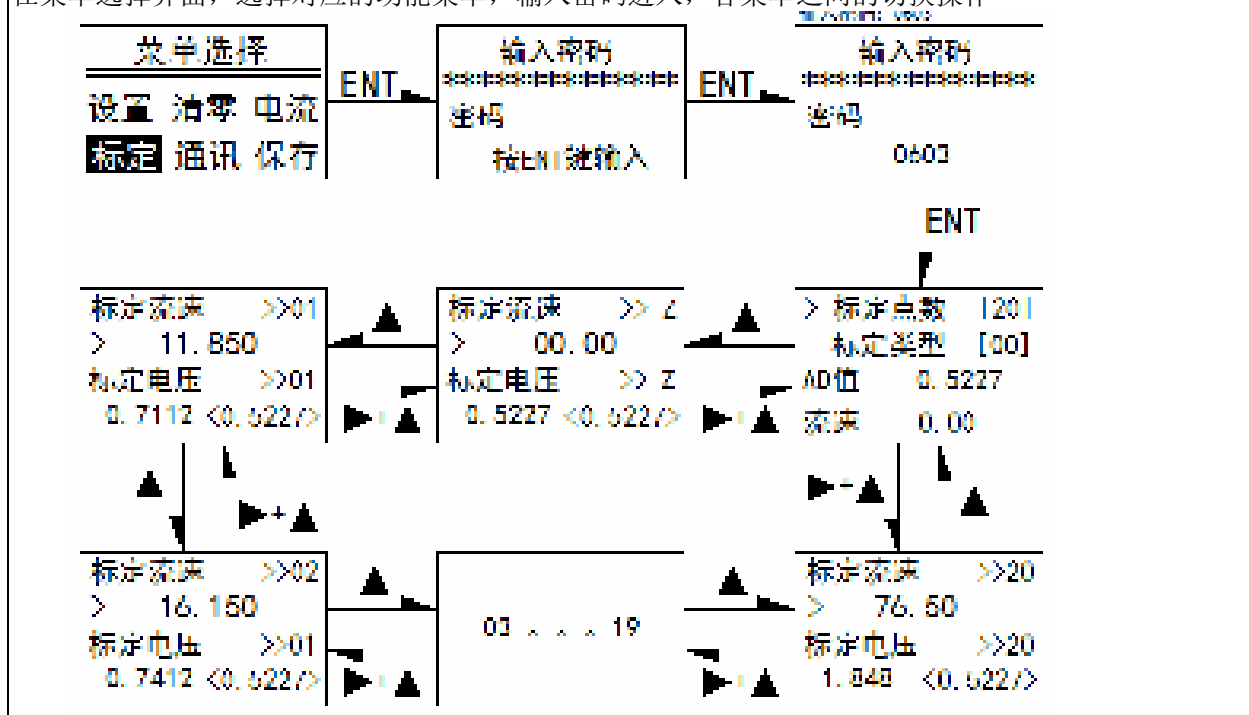 在菜单选择界面，选择对应的功能菜单，输入密码进入，各菜单之间的切换操作
菜单选择
设置 清零 电流
标定 通讯 保存
ENT
输入密码
******************
密码
按ENT键输入
ENT
输入密码
******************
密码
0603
ENT
标定流速 >>01
> 11.850
标定电压 >>01
0.7112 <0.5227>
标定流速 >> Z
> 00.00
标定电压 >> Z
0.5227 <0.5227>
+
> 标定点数 [20]
标定类型 [00]
AD值 0.5227
流速 0.00
+
+
+
标定流速 >>02
> 16.150
标定电压 >>01
0.7412 <0.5227>
+
03 . . . 19
+
标定流速 >>20
> 76.50
标定电压 >>20
1.848 <0.5227>